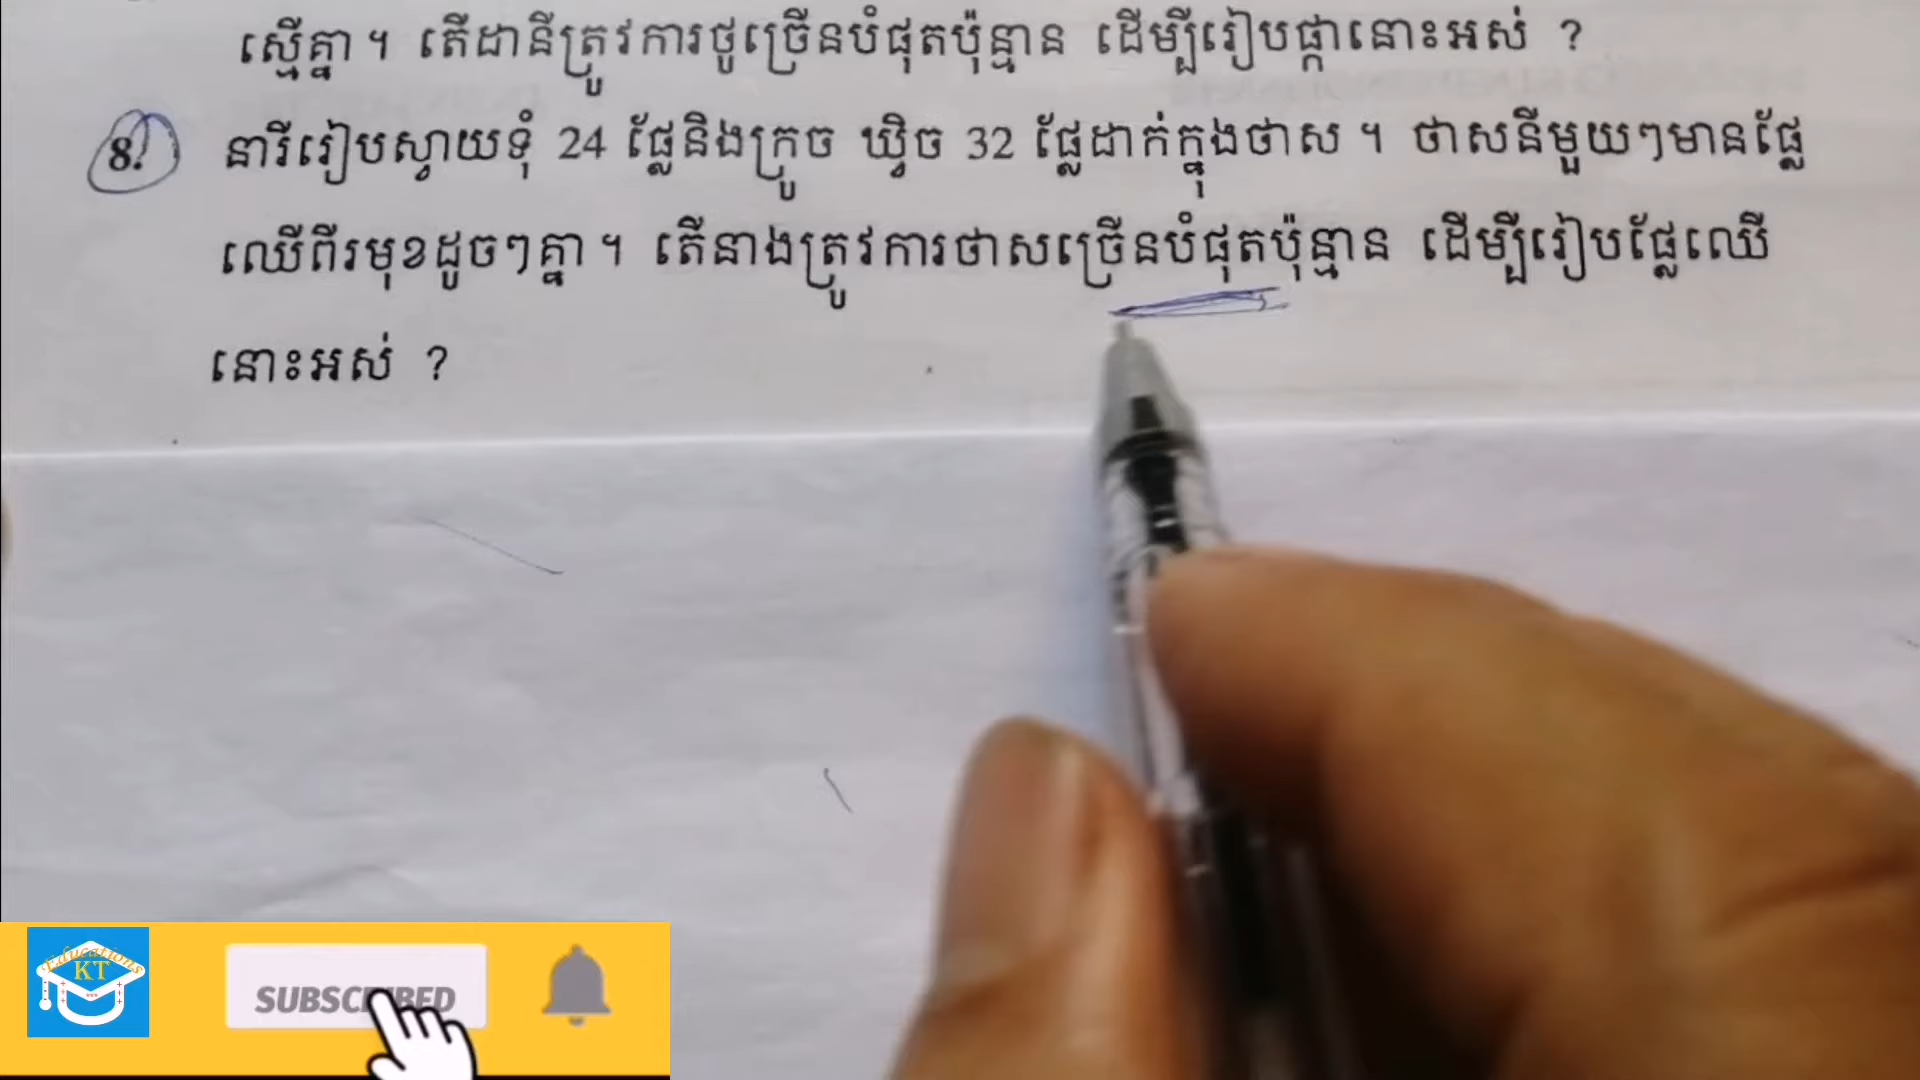 ស្មើគ្នា ។ តើដានីត្រូវការថូច្រើនបំផុតប៉ុន្មាន ដើម្បីរៀបផ្កានោះអស់ ?
8. នារីរៀបស្វាយទុំ 24 ផ្លែនិងក្រូច ឃ្វិច 32 ផ្លែដាក់ក្នុងថាស ។ ថាសនីមួយៗមានផ្លែ
ឈើពីរមុខដូចៗគ្នា ។ តើនាងត្រូវការថាសច្រើនបំផុតប៉ុន្មាន ដើម្បីរៀបផ្លែឈើ
នោះអស់ ?
Educations
KT
SUBSCRIBED